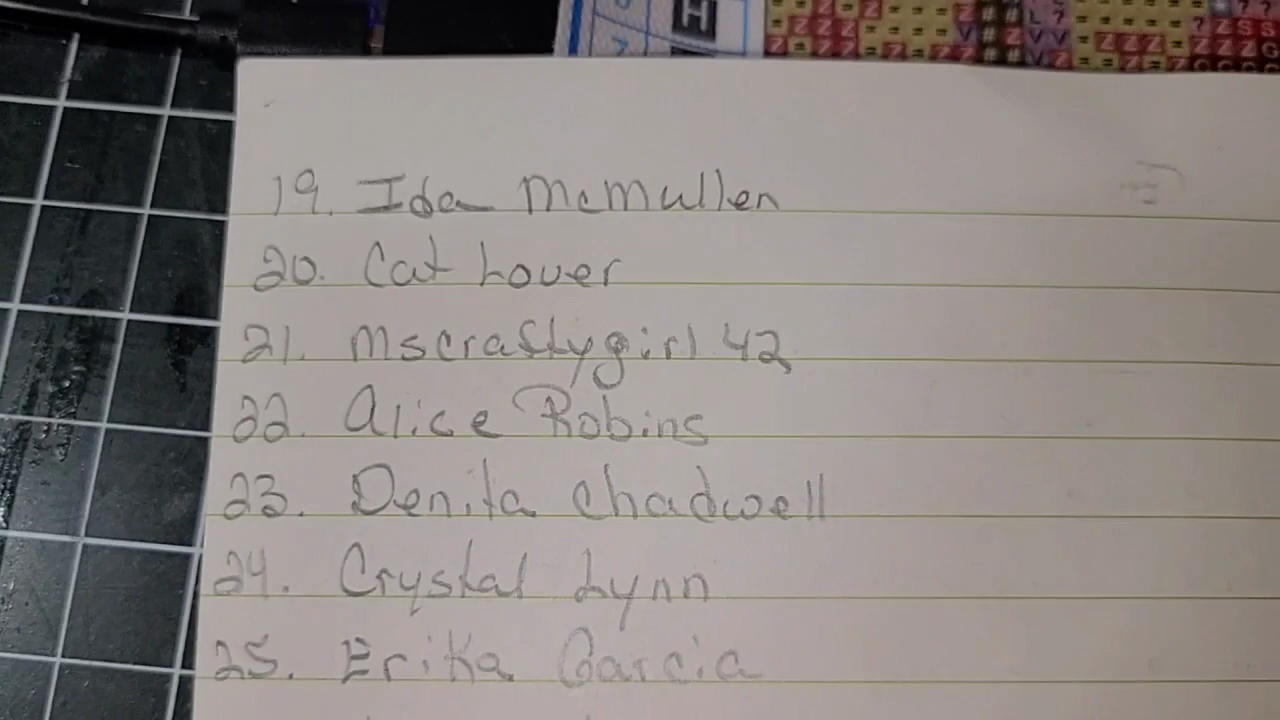 19. Ida McMullen
20. Cat Lover
21. Mscraftygirl 42
22. Alice Robins
23. Denita Chadwell
24. Crystal Lynn
25. Erika Garcia